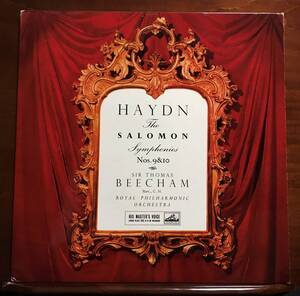 HAYDN
The
SALOMON
Symphonies
Nos. 9 & 10
SIR THOMAS
BEECHAM
Bart., C. H.
ROYAL PHILHARMONIC
ORCHESTRA
HIS MASTER'S VOICE